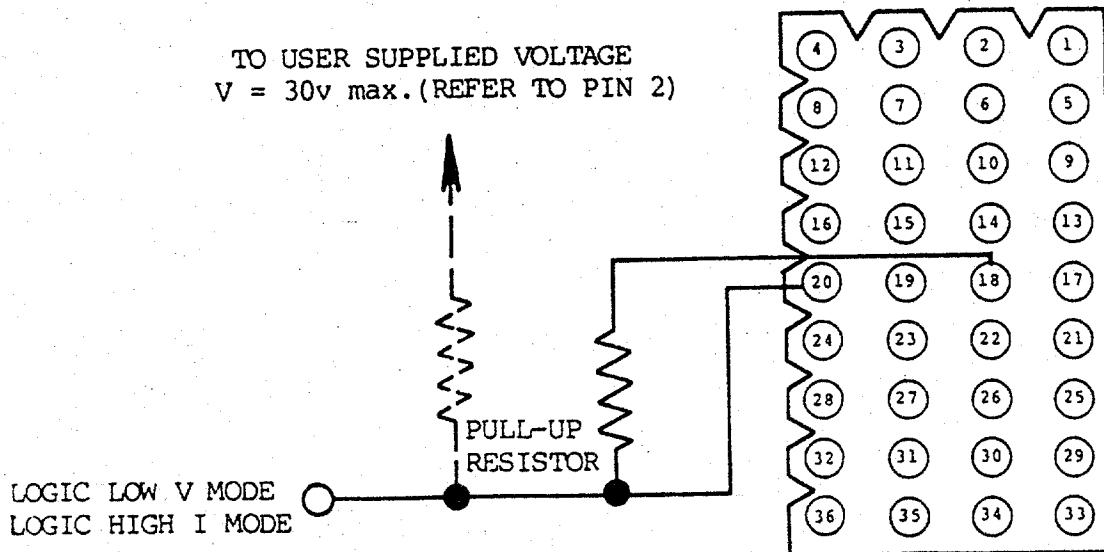 TO USER SUPPLIED VOLTAGE
V = 30v max.(REFER TO PIN 2)
4 3 2 1
8 7 6 5
12 11 10 9
16 15 14 13
20 19 18 17
24 23 22 21
28 27 26 25
32 31 30 29
36 35 34 33
PULL-UP
RESISTOR
LOGIC LOW V MODE
LOGIC HIGH I MODE